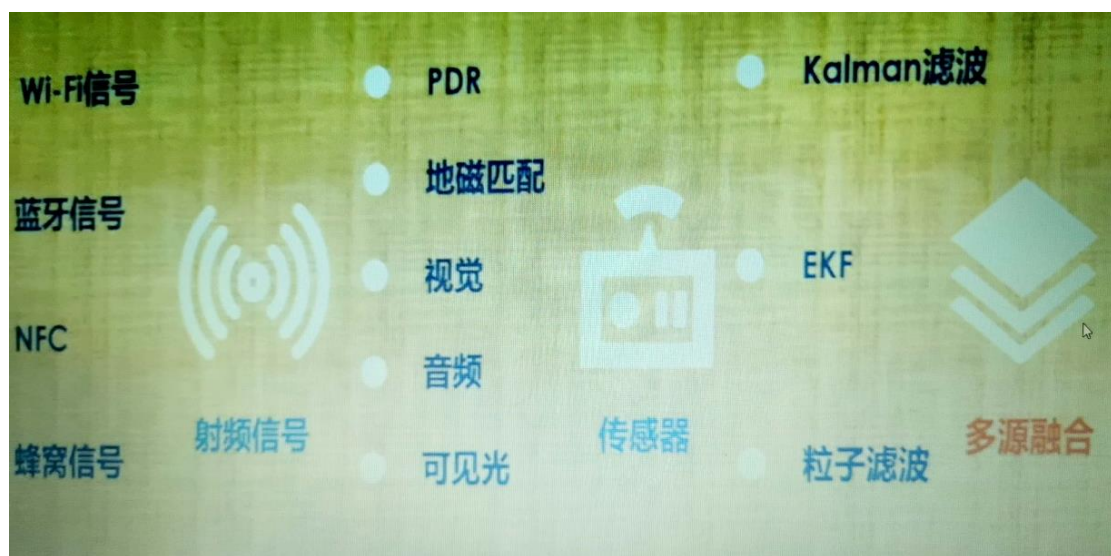 Wi-Fi信号
蓝牙信号
NFC
蜂窝信号
射频信号
PDR
地磁匹配
视觉
音频
可见光
传感器
Kalman滤波
EKF
粒子滤波
多源融合